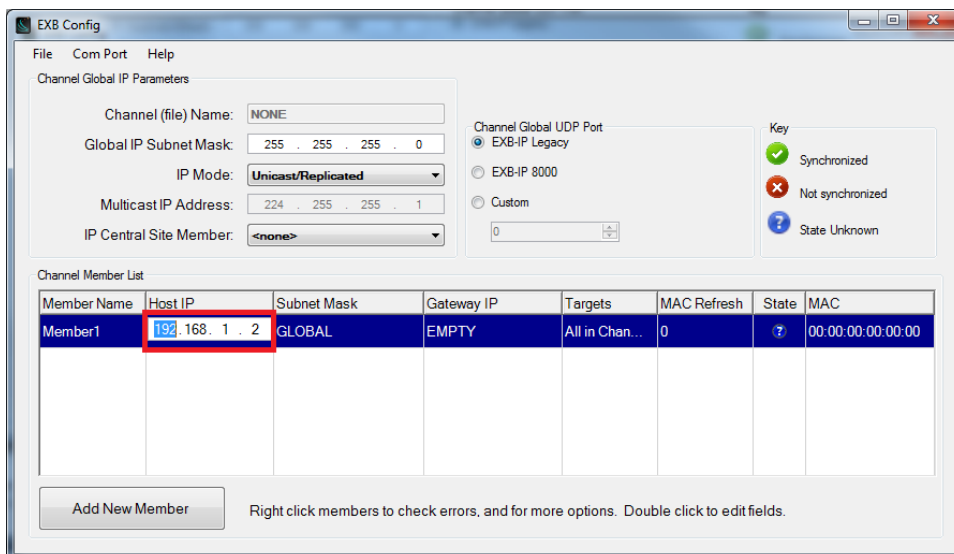 EXB Config
File Com Port Help
Channel Global IP Parameters
Channel (file) Name: NONE
Global IP Subnet Mask: 255 . 255 . 255 . 0
IP Mode: Unicast/Replicated
Multicast IP Address: 224 . 255 . 255 . 1
IP Central Site Member: <none>
Channel Global UDP Port
EXB-IP Legacy
EXB-IP 8000
Custom
0
Key
Synchronized
Not synchronized
State Unknown
Channel Member List
Member Name Host IP Subnet Mask Gateway IP Targets MAC Refresh State MAC
Member1 192 . 168 . 1 . 2 GLOBAL EMPTY All in Chan... 0 ? 00:00:00:00:00:00
Add New Member Right click members to check errors, and for more options. Double click to edit fields.